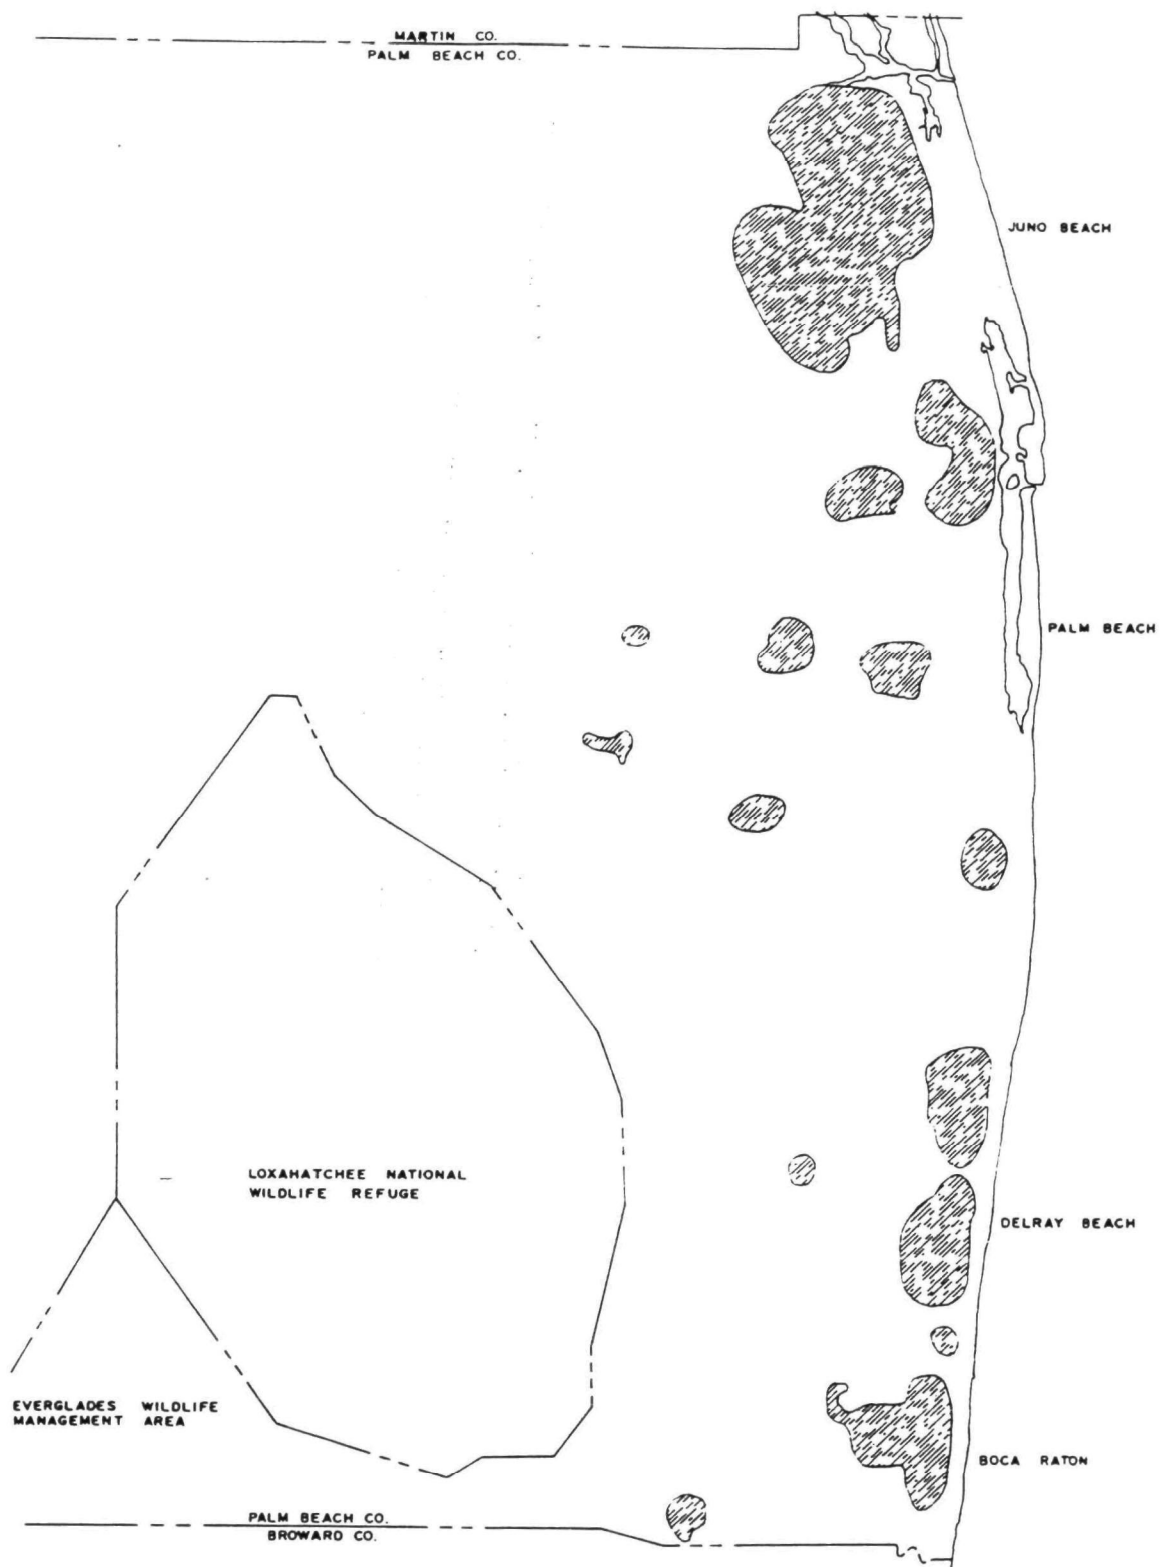 MARTIN CO.
PALM BEACH CO.
JUNO BEACH
PALM BEACH
LOXAHATCHEE NATIONAL
WILDLIFE REFUGE
DELRAY BEACH
EVERGLADES WILDLIFE
MANAGEMENT AREA
BOCA RATON
PALM BEACH CO.
BROWARD CO.